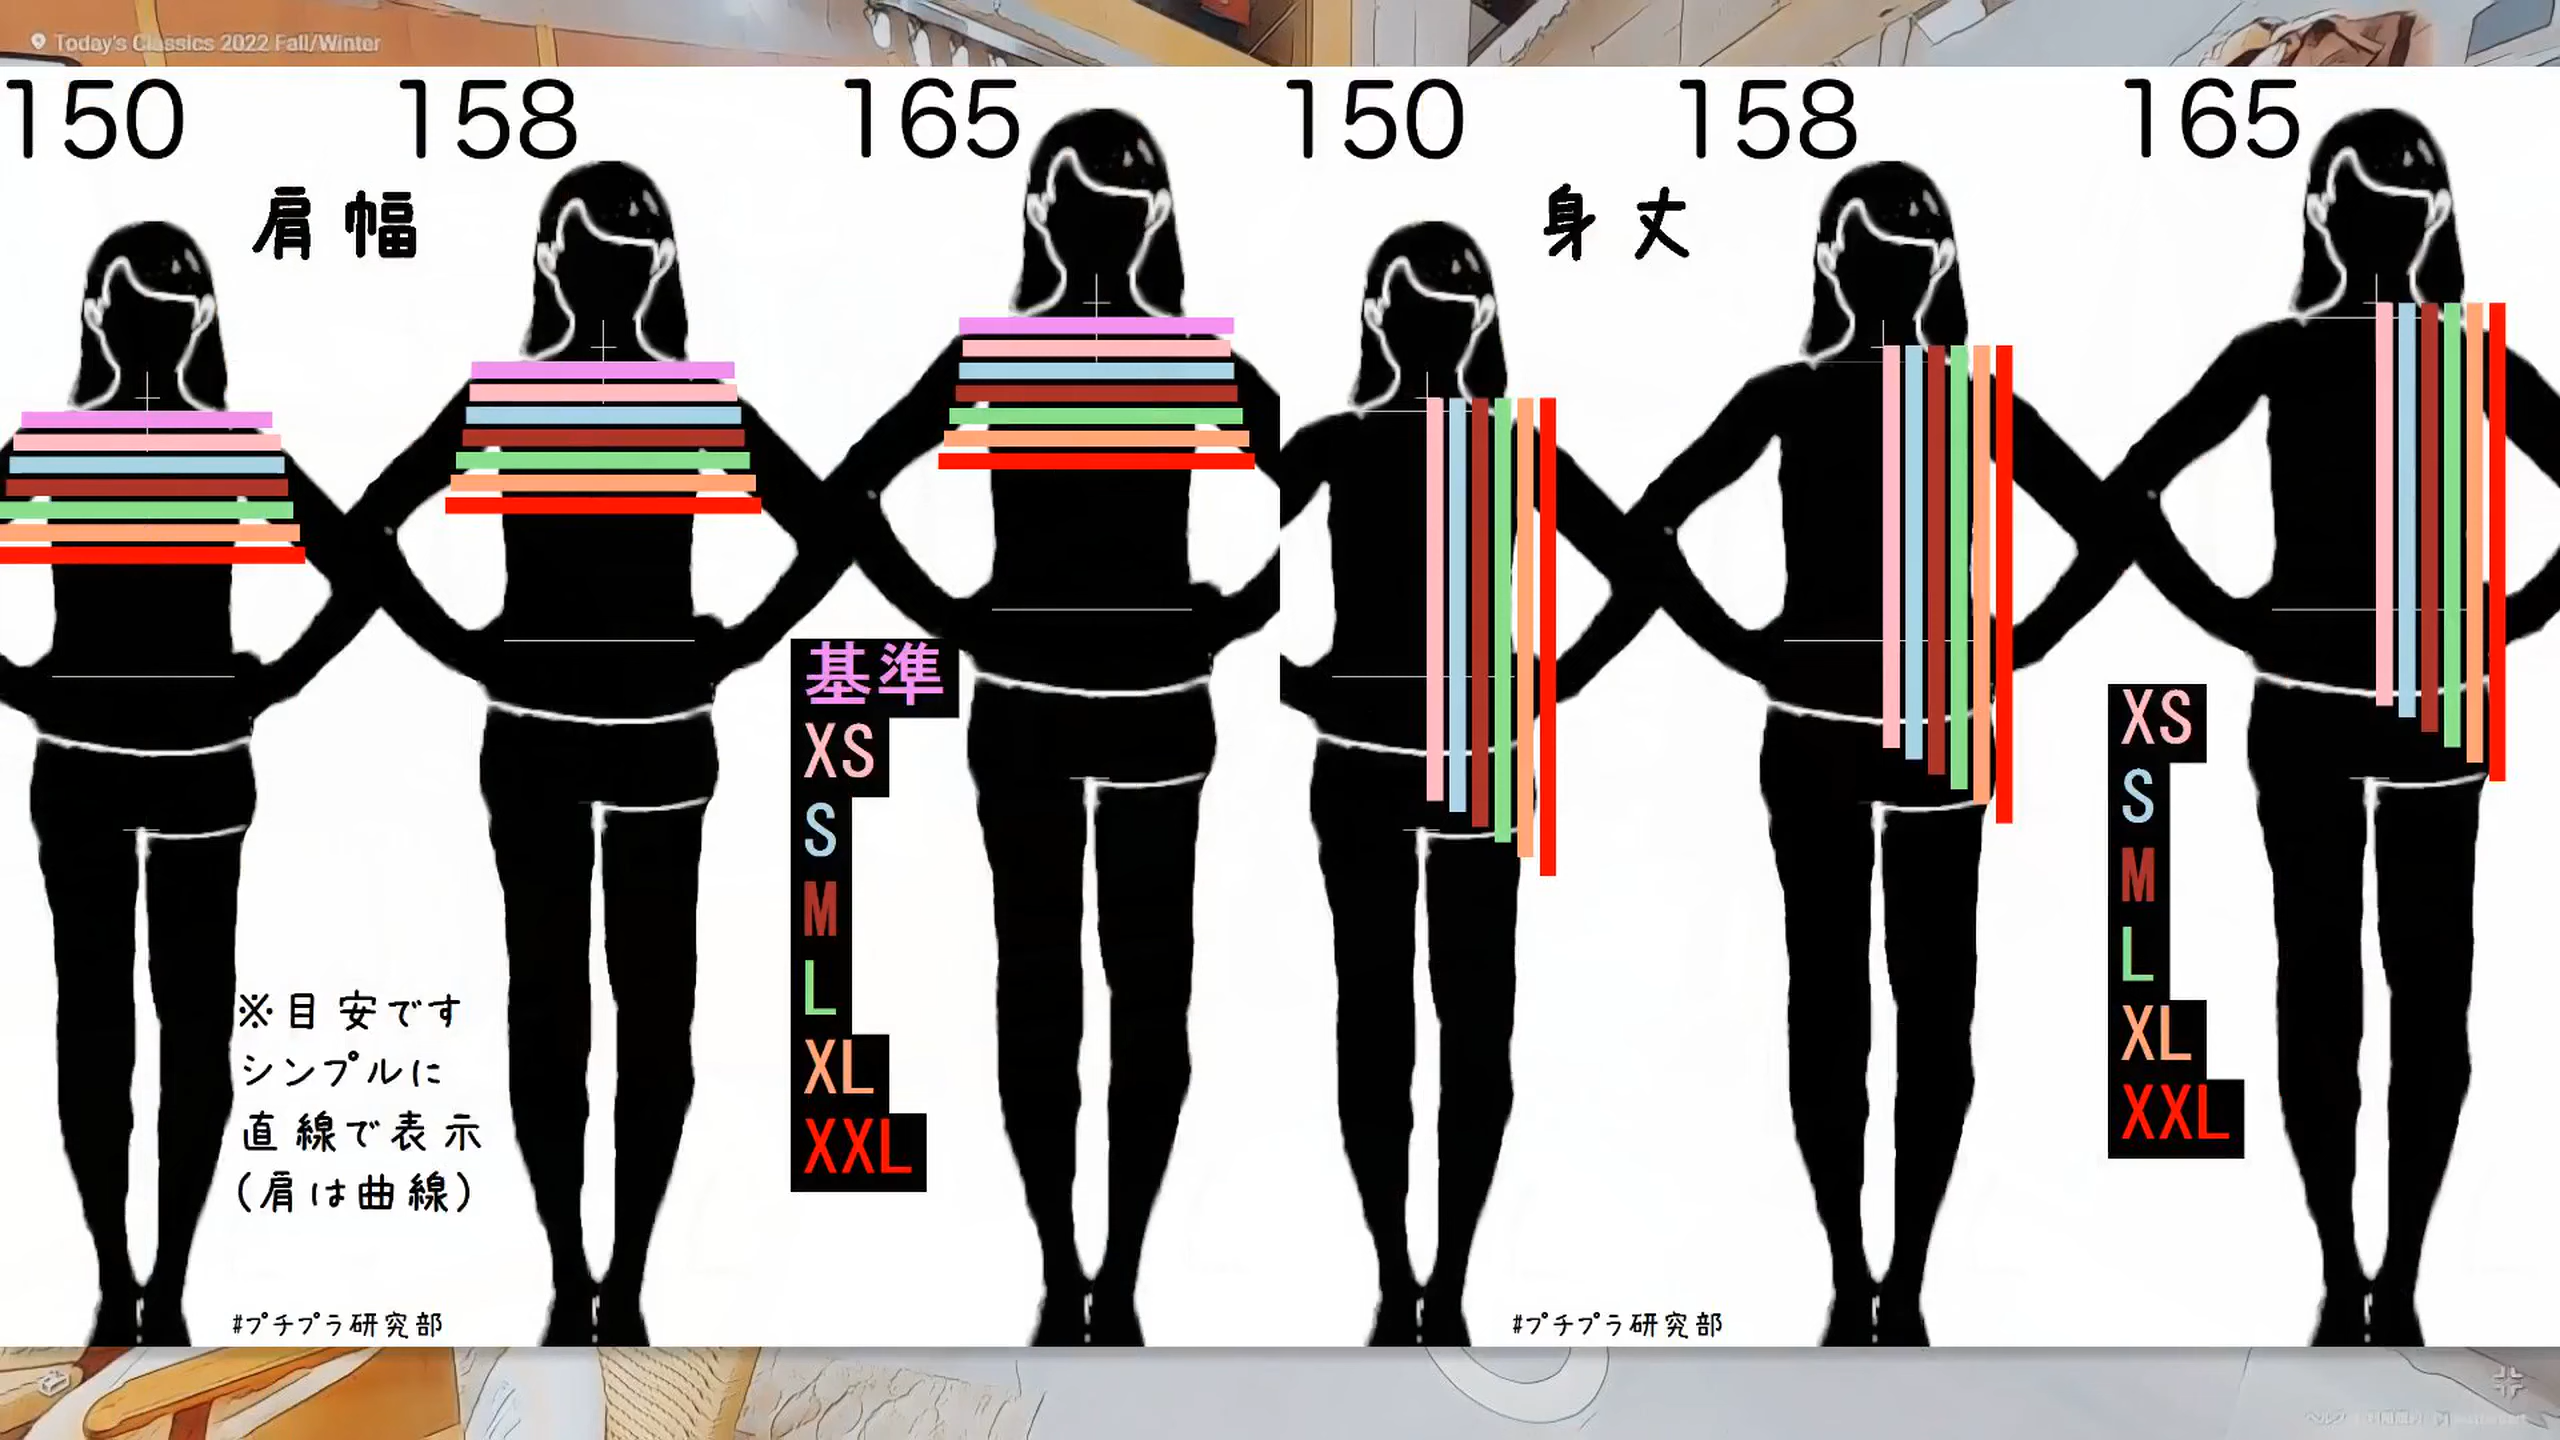 Today's Classics 2022 Fall/Winter
150
158
165
肩幅
基準
XS
S
M
L
XL
XXL
※目安です
シンプルに
直線で表示
(肩は曲線)
#プチプラ研究部
150
158
165
身丈
XS
S
M
L
XL
XXL
#プチプラ研究部